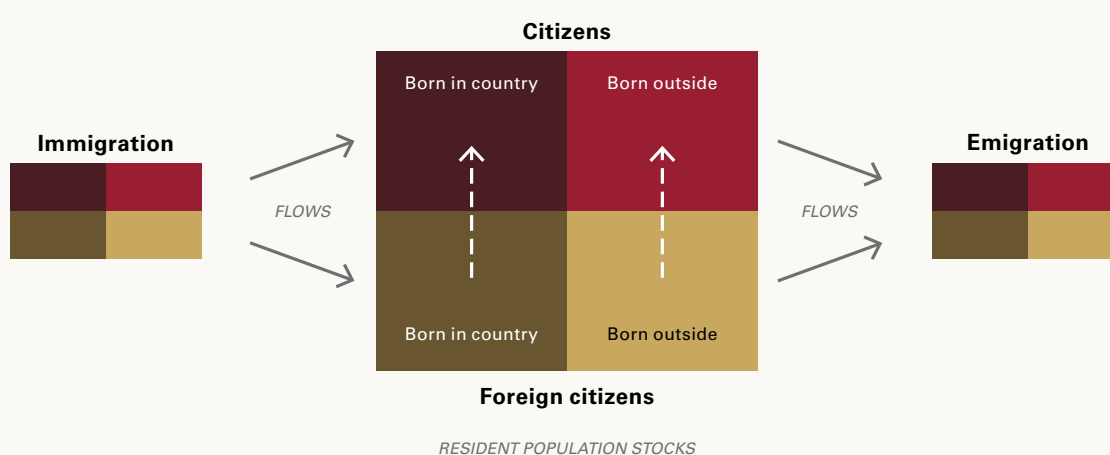 Citizens
Born in country
Born outside
Immigration
Emigration
FLOWS
FLOWS
Born in country
Born outside
Foreign citizens
RESIDENT POPULATION STOCKS